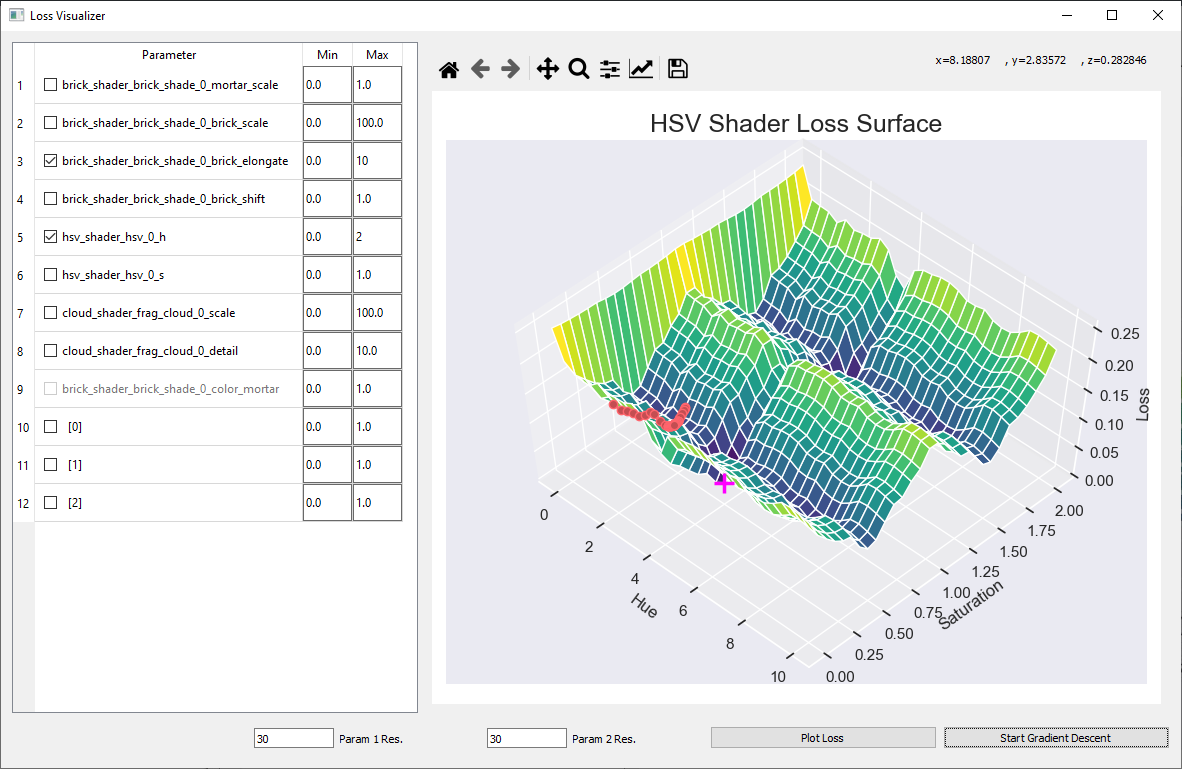 Loss Visualizer
Parameter Min Max
1 brick_shader_brick_shade_0_mortar_scale 0.0 1.0
2 brick_shader_brick_shade_0_brick_scale 0.0 100.0
3 brick_shader_brick_shade_0_brick_elongate 0.0 10
4 brick_shader_brick_shade_0_brick_shift 0.0 1.0
5 hsv_shader_hsv_0_h 0.0 2
6 hsv_shader_hsv_0_s 0.0 1.0
7 cloud_shader_frag_cloud_0_scale 0.0 100.0
8 cloud_shader_frag_cloud_0_detail 0.0 10.0
9 brick_shader_brick_shade_0_color_mortar 0.0 1.0
10 [0] 0.0 1.0
11 [1] 0.0 1.0
12 [2] 0.0 1.0
x=8.18807 , y=2.83572 , z=0.282846
HSV Shader Loss Surface
0.25
0.20
0.15
0.10
0.05
0.00
Loss
0
2
4
6
8
10
Hue
2.00
1.75
1.50
1.25
1.00
0.75
0.50
0.25
0.00
Saturation
30 Param 1 Res. 30 Param 2 Res. Plot Loss Start Gradient Descent